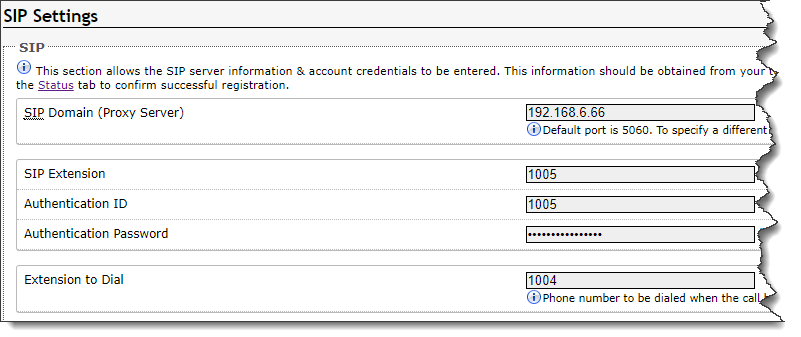 SIP Settings
SIP
This section allows the SIP server information & account credentials to be entered. This information should be obtained from your
the Status tab to confirm successful registration.
SIP Domain (Proxy Server)
192.168.6.66
Default port is 5060. To specify a different
SIP Extension
1005
Authentication ID
1005
Authentication Password
••••••••••••••••
Extension to Dial
1004
Phone number to be dialed when the call